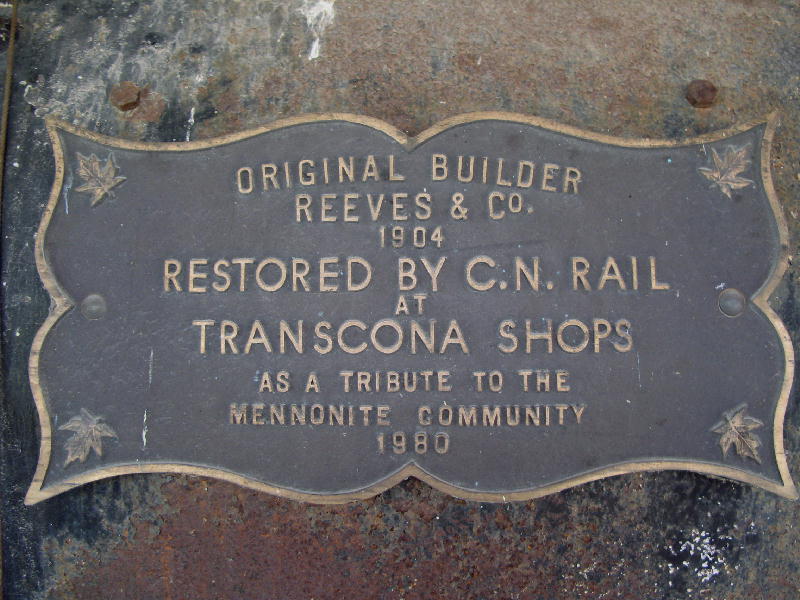 ORIGINAL BUILDER
REEVES & CO.
1904
RESTORED BY C.N. RAIL
AT
TRANSCONA SHOPS
AS A TRIBUTE TO THE
MENNONITE COMMUNITY
1980